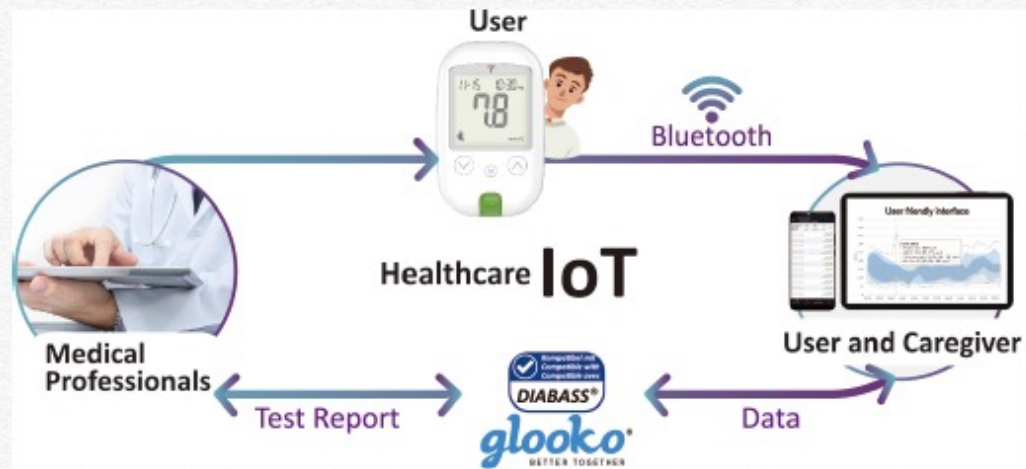 User
11-15 10:30
7.8
Bluetooth
User friendly interface
Healthcare IoT
Medical
Professionals
User and Caregiver
Kompatibel mit
Compatible with
Compatible avec
DIABASS®
glooko®
BETTER TOGETHER
Test Report
Data